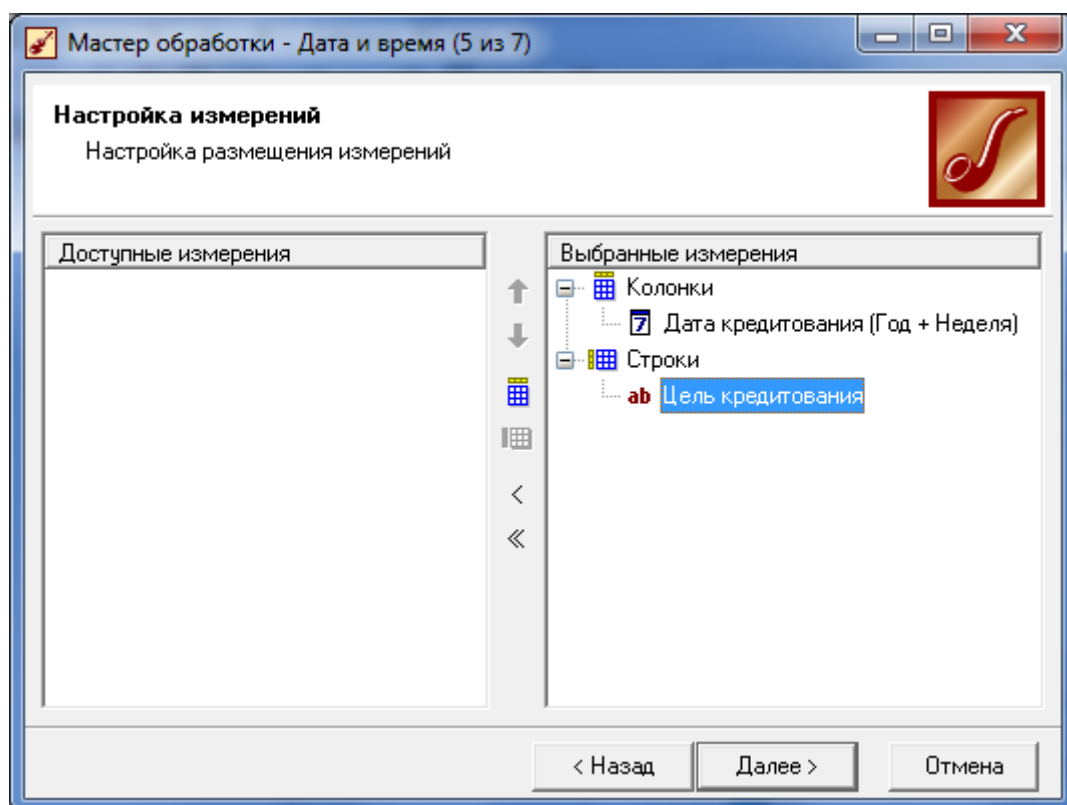 Мастер обработки - Дата и время (5 из 7)
Настройка измерений
Настройка размещения измерений
Доступные измерения
Выбранные измерения
Колонки
7 Дата кредитования (Год + Неделя)
Строки
ab Цель кредитования
< Назад
Далее >
Отмена